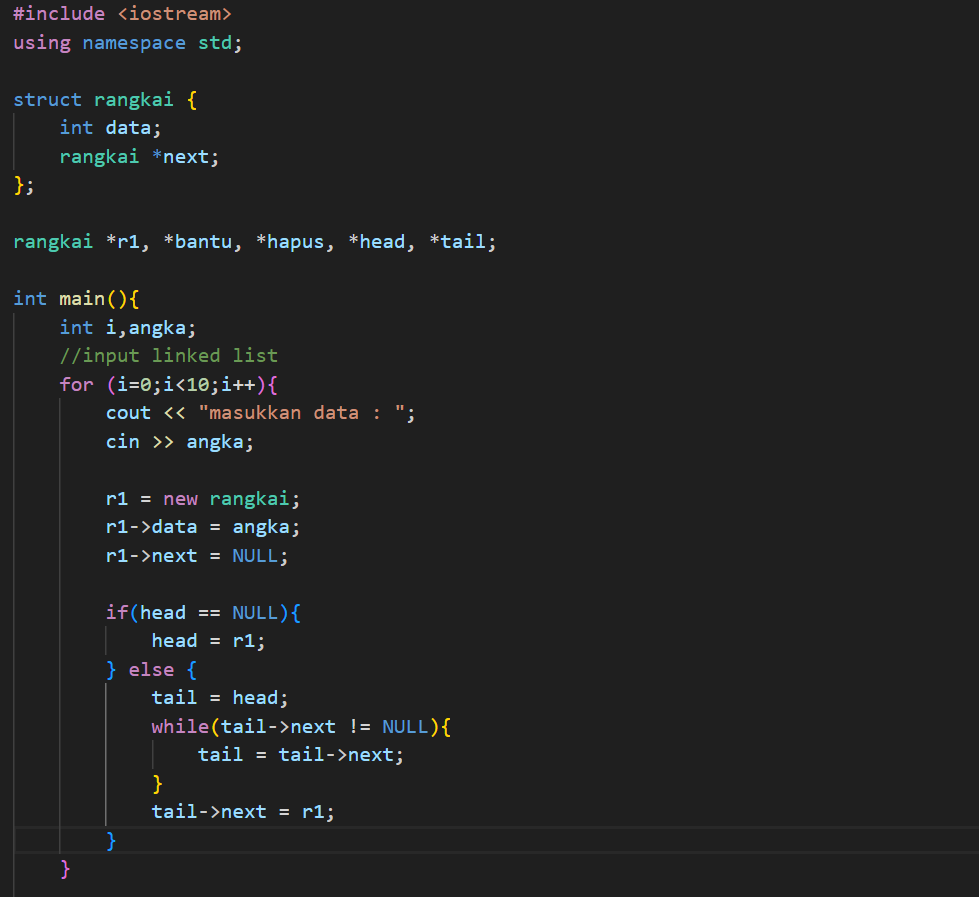 #include <iostream>
using namespace std;
struct rangkai {
    int data;
    rangkai *next;
};
rangkai *r1, *bantu, *hapus, *head, *tail;
int main(){
    int i,angka;
    //input linked list
    for (i=0;i<10;i++){
        cout << "masukkan data : ";
        cin >> angka;
        r1 = new rangkai;
        r1->data = angka;
        r1->next = NULL;
        if(head == NULL){
            head = r1;
        } else {
            tail = head;
            while(tail->next != NULL){
                tail = tail->next;
            }
            tail->next = r1;
        }
    }